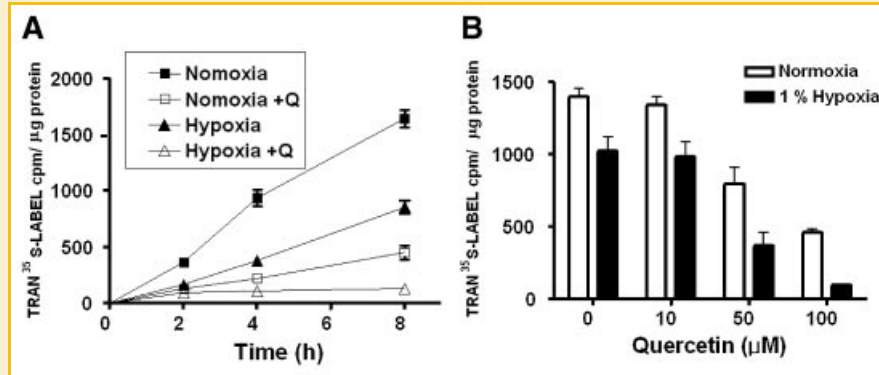 A
B
Nomoxia
Nomoxia +Q
Hypoxia
Hypoxia +Q
TRAN ³⁵ S-LABEL cpm/ μg protein
2000
1500
1000
500
0
0 2 4 6 8
Time (h)
Normoxia
1 % Hypoxia
TRAN ³⁵ S-LABEL cpm/ μg protein
1500
1000
500
0
0 10 50 100
Quercetin (μM)